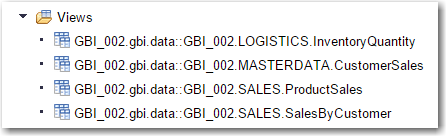 Views
GBI_002.gbi.data::GBI_002.LOGISTICS.InventoryQuantity
GBI_002.gbi.data::GBI_002.MASTERDATA.CustomerSales
GBI_002.gbi.data::GBI_002.SALES.ProductSales
GBI_002.gbi.data::GBI_002.SALES.SalesByCustomer